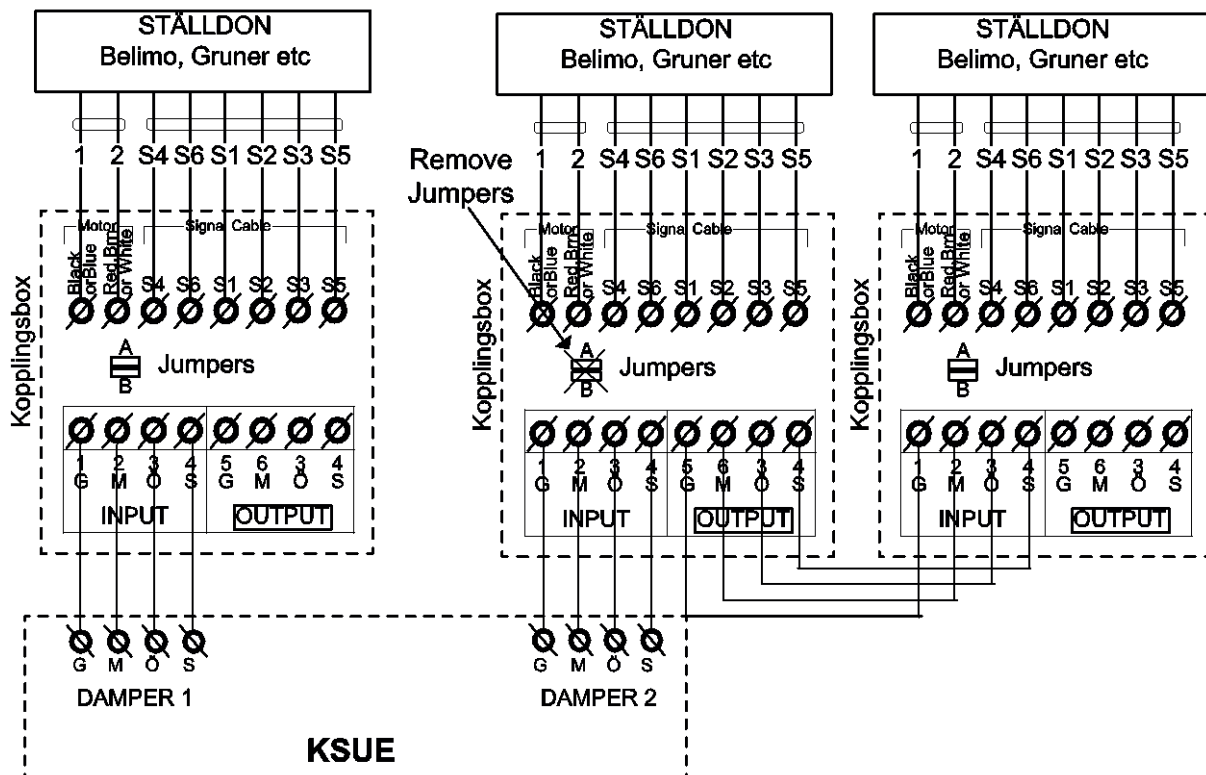 STÄLLDON
Belimo, Gruner etc
STÄLLDON
Belimo, Gruner etc
STÄLLDON
Belimo, Gruner etc
1 2 S4 S6 S1 S2 S3 S5
Remove
Jumpers
1 2 S4 S6 S1 S2 S3 S5
1 2 S4 S6 S1 S2 S3 S5
Kopplingsbox
Motor
Signal Cable
Black
orBlue
Red,Brn
or White
S4 S6 S1 S2 S3 S5
A
B
Jumpers
1 2 3 4 5 6 3 4
G M Ö S G M Ö S
INPUT OUTPUT
Kopplingsbox
Motor
Signal Cable
Black
orBlue
Red,Brn
or White
S4 S6 S1 S2 S3 S5
A
B
Jumpers
1 2 3 4 5 6 3 4
G M Ö S G M Ö S
INPUT OUTPUT
Kopplingsbox
Motor
Signal Cable
Black
orBlue
Red,Brn
or White
S4 S6 S1 S2 S3 S5
A
B
Jumpers
1 2 3 4 5 6 3 4
G M Ö S G M Ö S
INPUT OUTPUT
G M Ö S
DAMPER 1
G M Ö S
DAMPER 2
KSUE